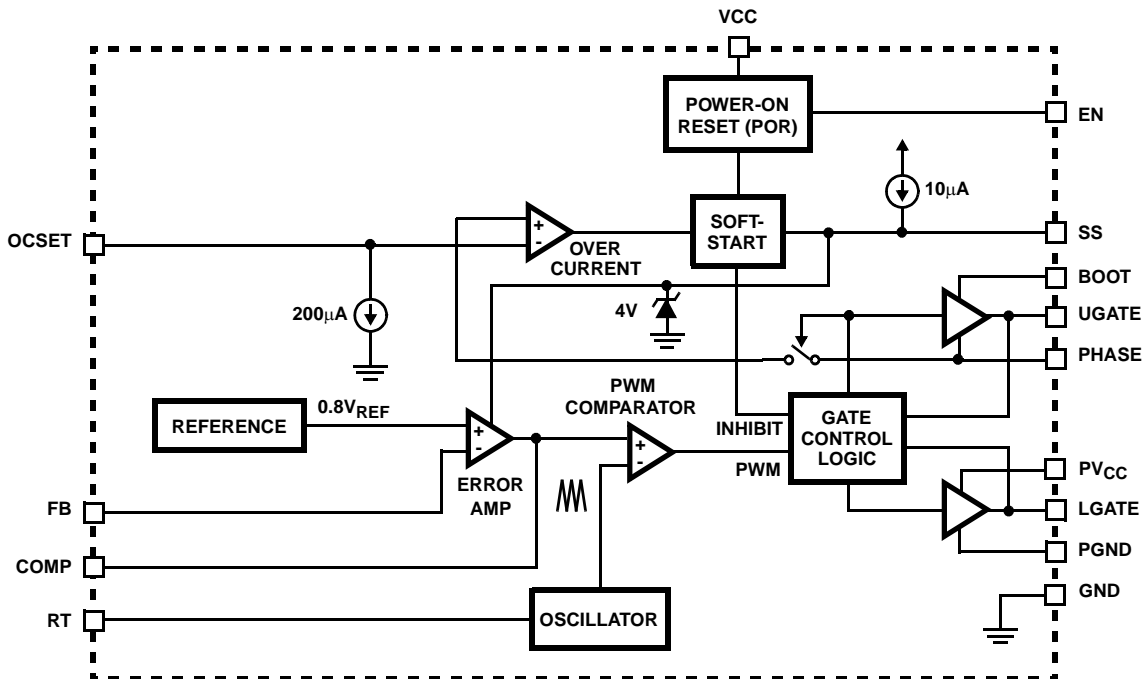 VCC
POWER-ON
RESET (POR)
EN
10µA
OCSET
+
-
OVER
CURRENT
SOFT-
START
SS
BOOT
200µA
4V
UGATE
PHASE
REFERENCE
0.8VREF
+
-
ERROR
AMP
PWM
COMPARATOR
+
-
INHIBIT
PWM
GATE
CONTROL
LOGIC
PVCC
FB
LGATE
COMP
PGND
GND
RT
OSCILLATOR